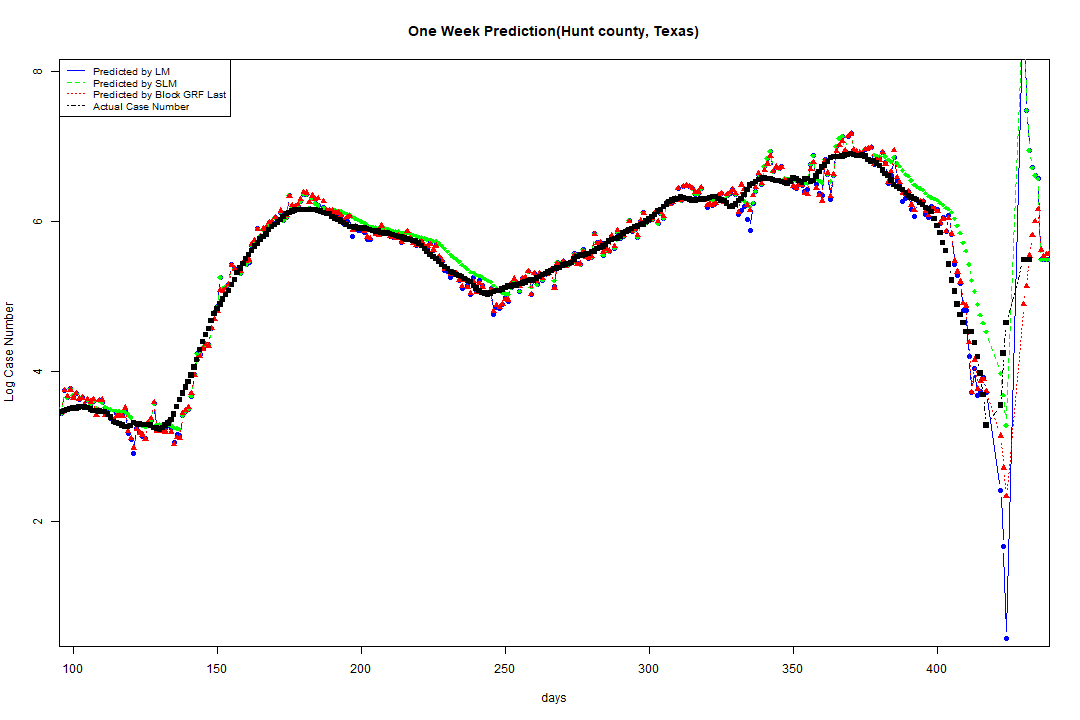 One Week Prediction(Hunt county, Texas)
Predicted by LM
Predicted by SLM
Predicted by Block GRF Last
Actual Case Number
8
6
4
2
Log Case Number
100 150 200 250 300 350 400
days